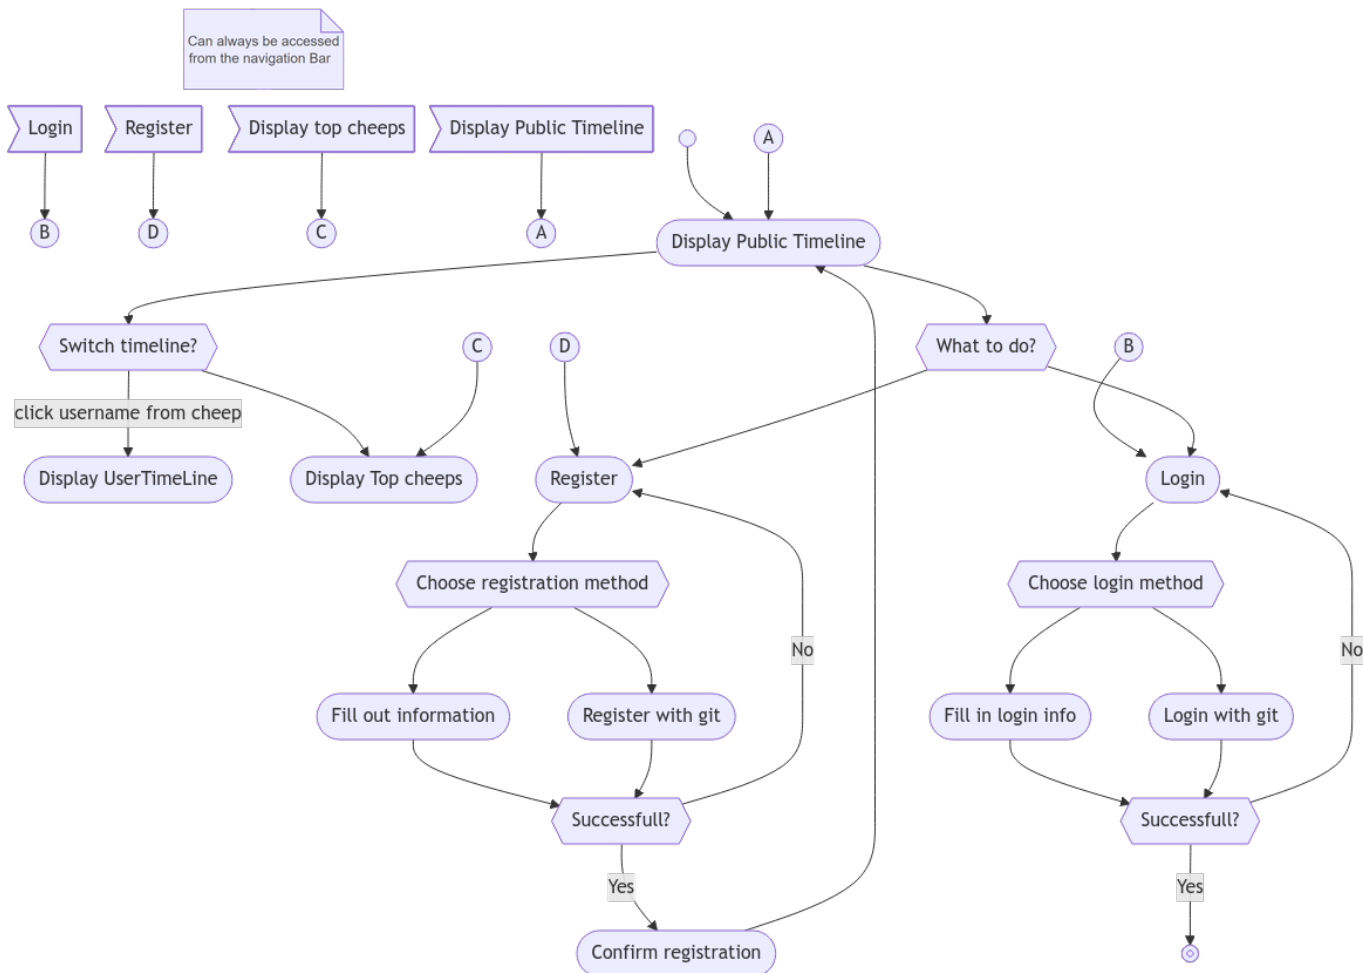 Can always be accessed
from the navigation Bar
Login
Register
Display top cheeps
Display Public Timeline
A
B
D
C
A
Display Public Timeline
Switch timeline?
C
D
What to do?
B
click username from cheep
Display UserTimeLine
Display Top cheeps
Register
Login
Choose registration method
Choose login method
No
No
Fill out information
Register with git
Fill in login info
Login with git
Successfull?
Successfull?
Yes
Yes
Confirm registration